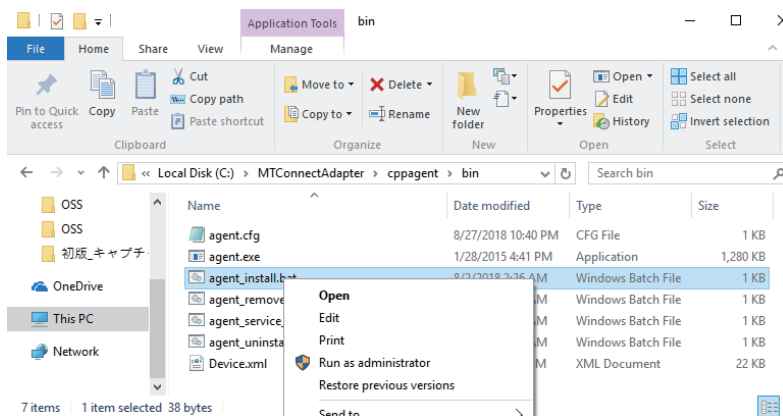 Application Tools bin
File Home Share View Manage
Pin to Quick access
Copy
Paste
Cut
Copy path
Paste shortcut
Clipboard
Move to
Copy to
Delete
Rename
Organize
New folder
New
Properties
Open
Edit
History
Open
Select all
Select none
Invert selection
Select
« Local Disk (C:) > MTConnectAdapter > cppagent > bin
Search bin
OSS
OSS
初版_キャプチ
OneDrive
This PC
Network
Name Date modified Type Size
agent.cfg 8/27/2018 10:40 PM CFG File 1 KB
agent.exe 1/28/2015 4:41 PM Application 1,280 KB
agent_install.bat 8/2/2018 2:26 AM Windows Batch File 1 KB
agent_remove M Windows Batch File 1 KB
agent_service_ M Windows Batch File 1 KB
agent_uninsta M Windows Batch File 1 KB
Device.xml M XML Document 22 KB
Open
Edit
Print
Run as administrator
Restore previous versions
Send to
7 items 1 item selected 38 bytes